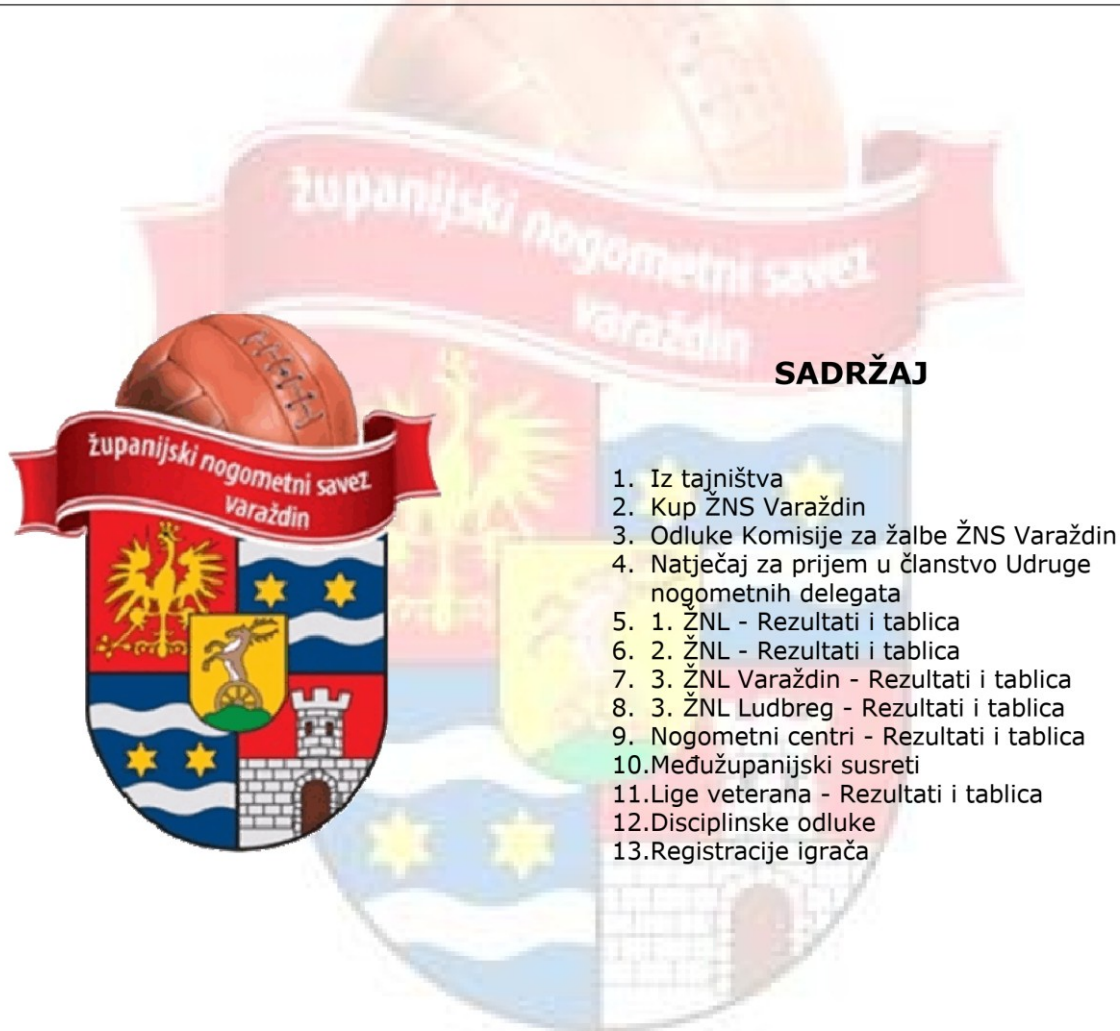 županijski nogometni savez
varaždin
SADRŽAJ
županijski nogometni savez
varaždin
1. Iz tajništva
2. Kup ŽNS Varaždin
3. Odluke Komisije za žalbe ŽNS Varaždin
4. Natječaj za prijem u članstvo Udruge
nogometnih delegata
5. 1. ŽNL - Rezultati i tablica
6. 2. ŽNL - Rezultati i tablica
7. 3. ŽNL Varaždin - Rezultati i tablica
8. 3. ŽNL Ludbreg - Rezultati i tablica
9. Nogometni centri - Rezultati i tablica
10.Međužupanijski susreti
11.Lige veterana - Rezultati i tablica
12.Disciplinske odluke
13.Registracije igrača